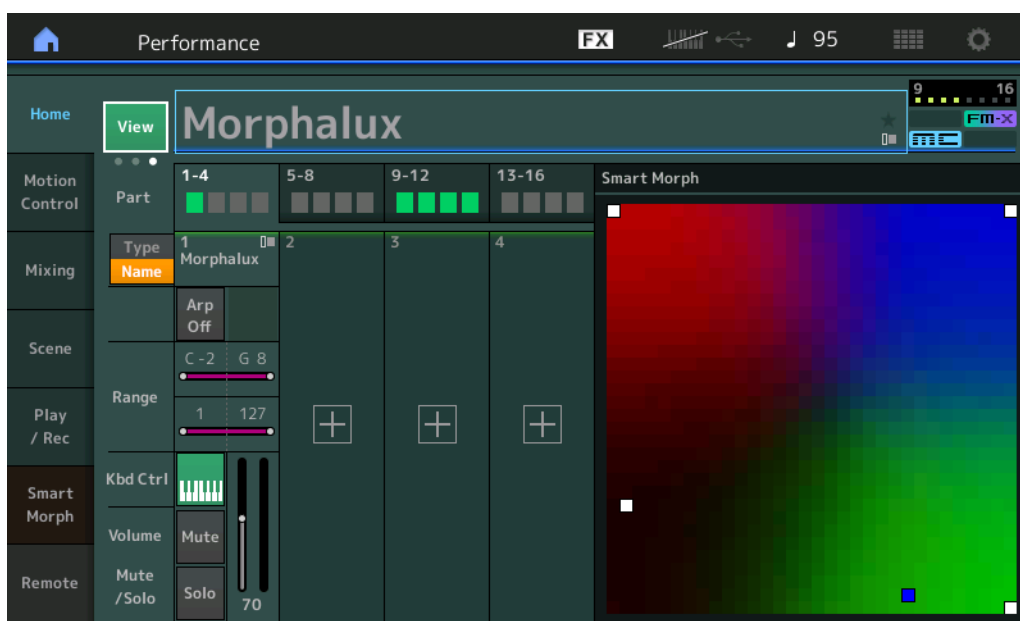 Performance
FX
95
Home
View
Morphalux
9 16
FM-X
MC
Motion
Control
Part
1-4
5-8
9-12
13-16
Smart Morph
Type
Name
1
Morphalux
2
3
4
Mixing
Arp
Off
Scene
Range
C -2 G 8
1 127
Play
/ Rec
Smart
Morph
Kbd Ctrl
Volume
Mute
Remote
Mute
/Solo
Solo
70